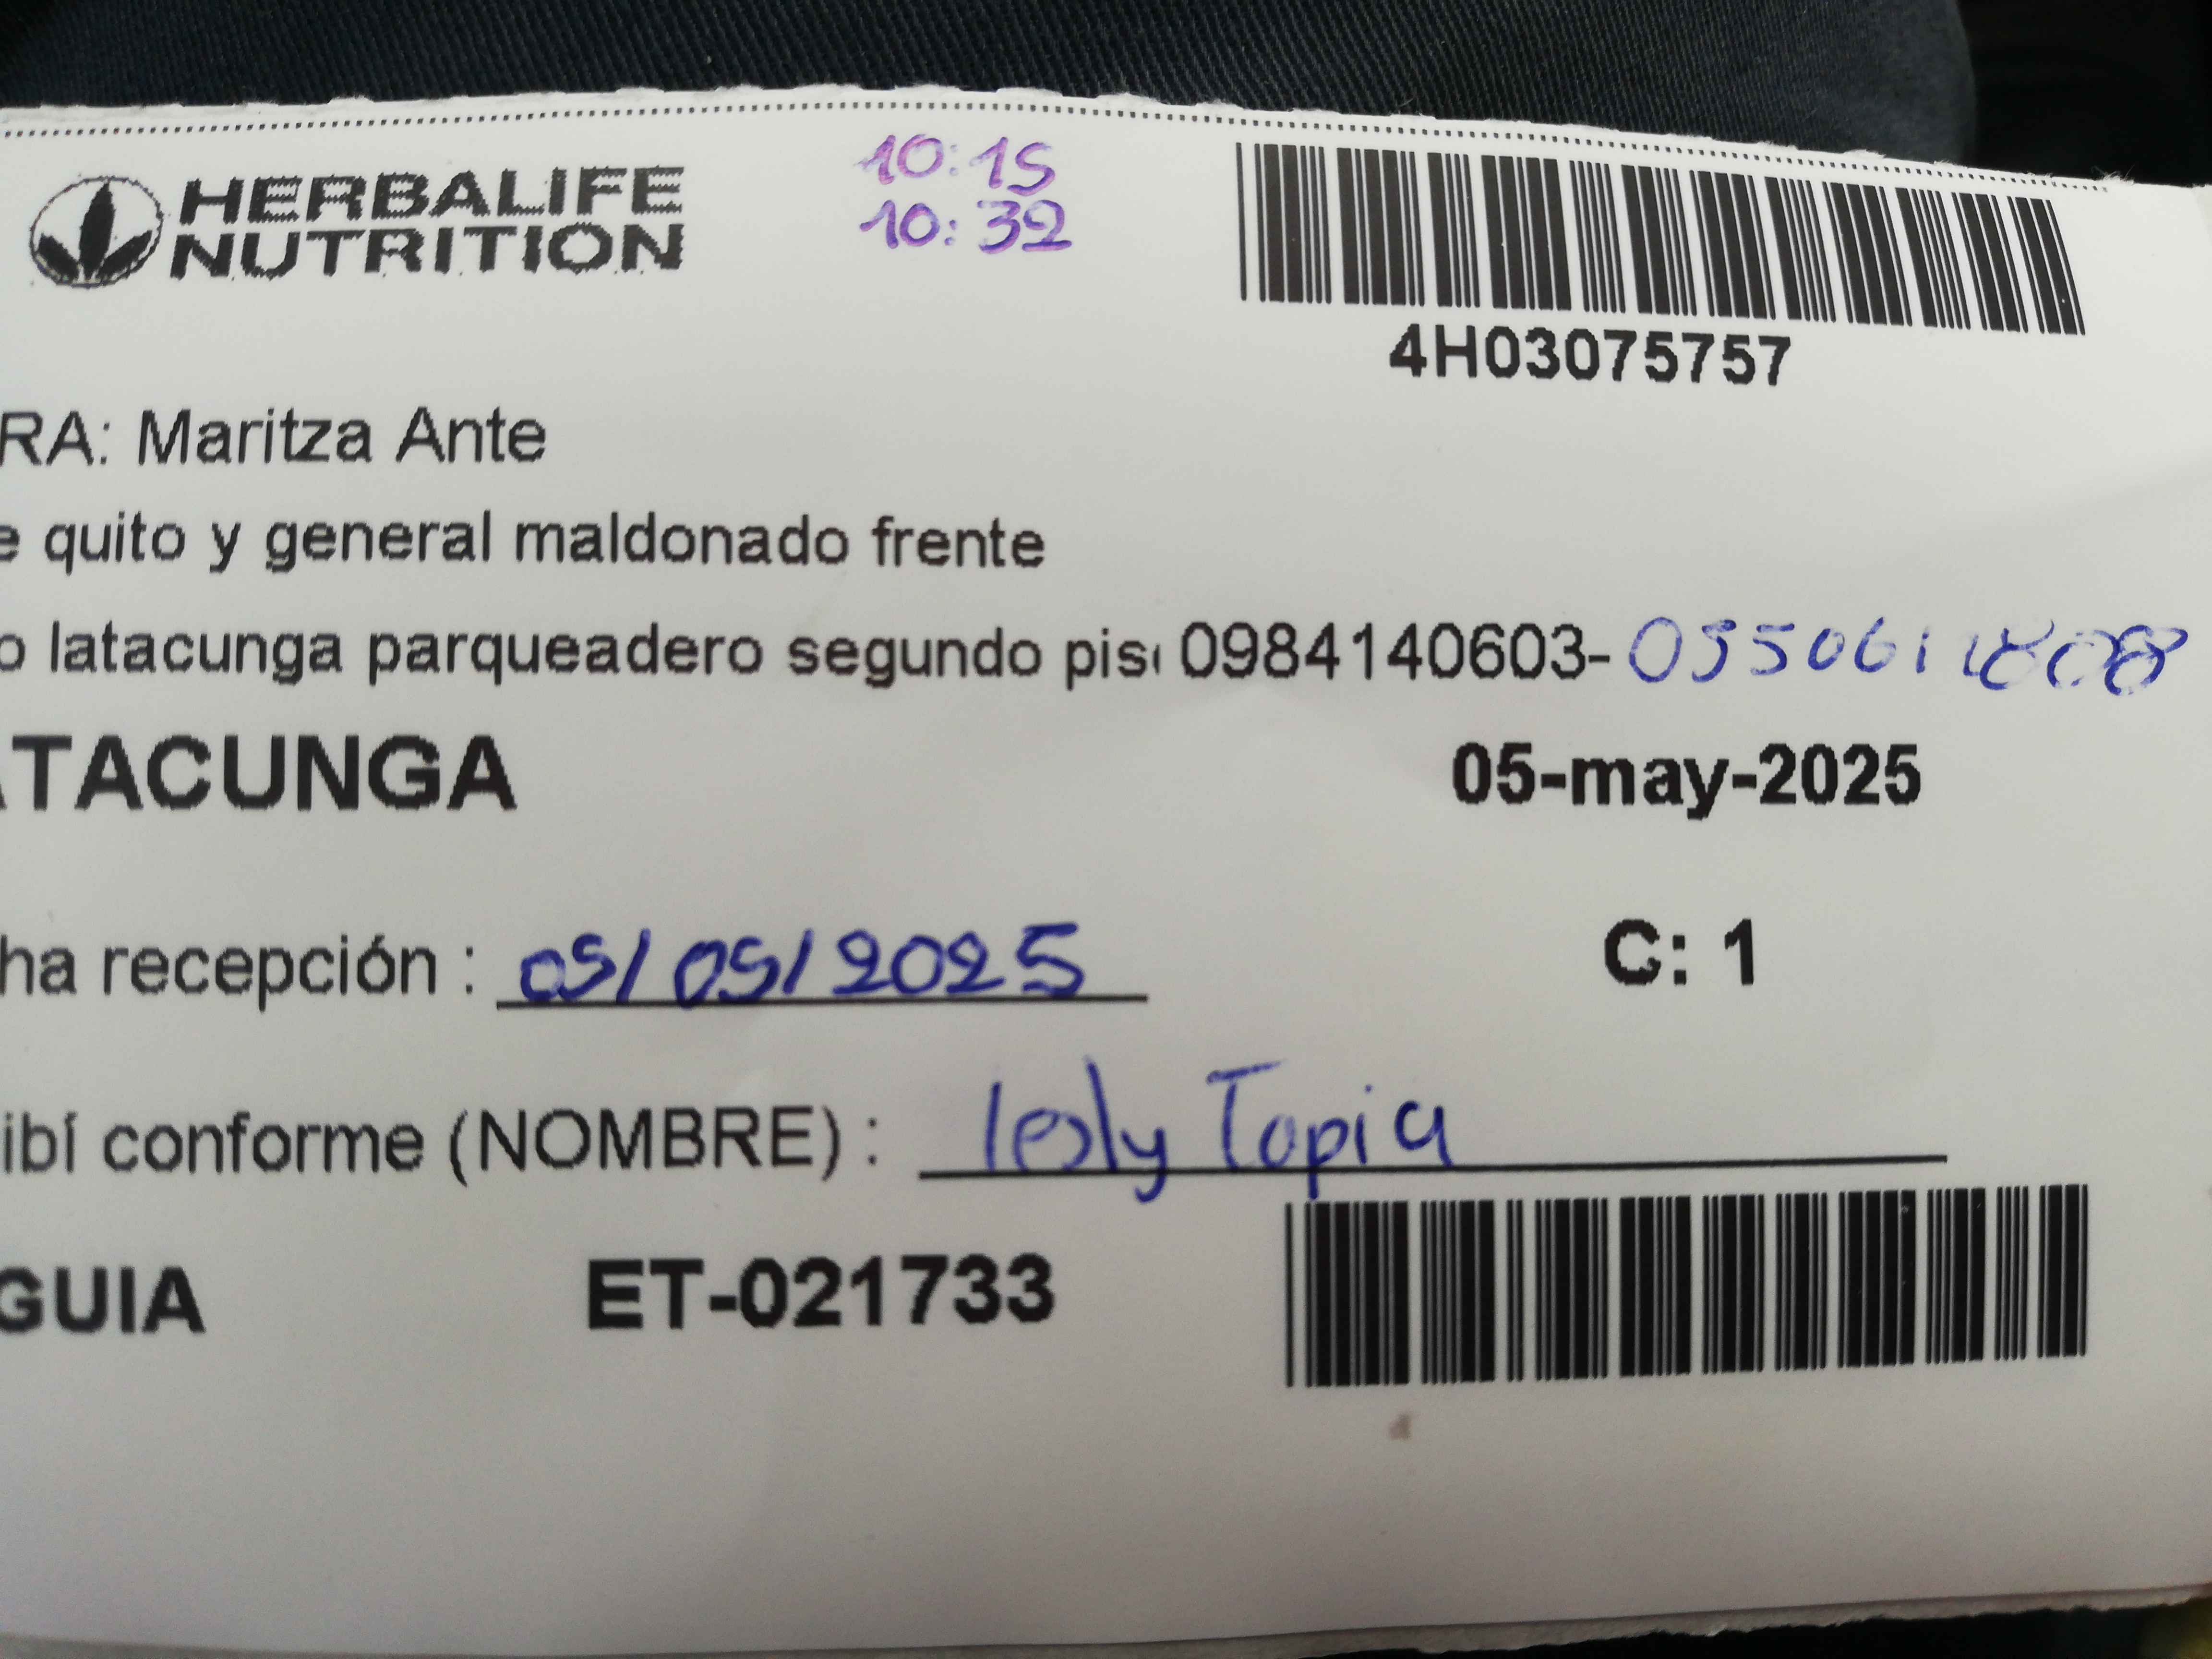 HERBALIFE
NUTRITION
10:15
10:32
4H03075757
RA: Maritza Ante
e quito y general maldonado frente
o latacunga parqueadero segundo pis 0984140603-
ATACUNGA
05-may-2025
ha recepción : 05/05/2025
C: 1
ibí conforme (NOMBRE) : lesly Tapia
GUIA ET-021733